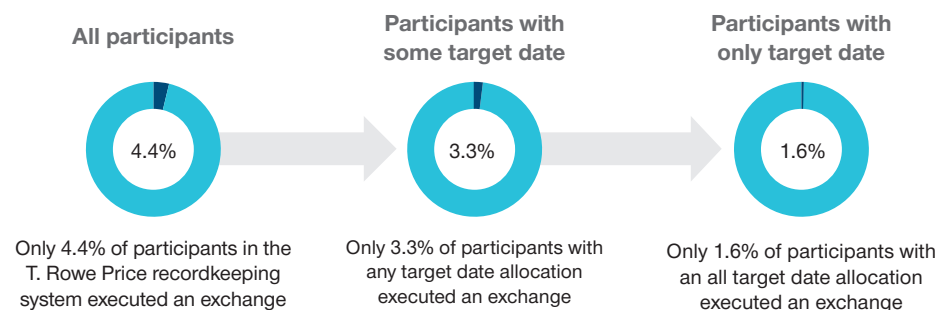 All participants
Participants with
some target date
Participants with
only target date
4.4%
3.3%
1.6%
Only 4.4% of participants in the
T. Rowe Price recordkeeping
system executed an exchange
Only 3.3% of participants with
any target date allocation
executed an exchange
Only 1.6% of participants with
an all target date allocation
executed an exchange